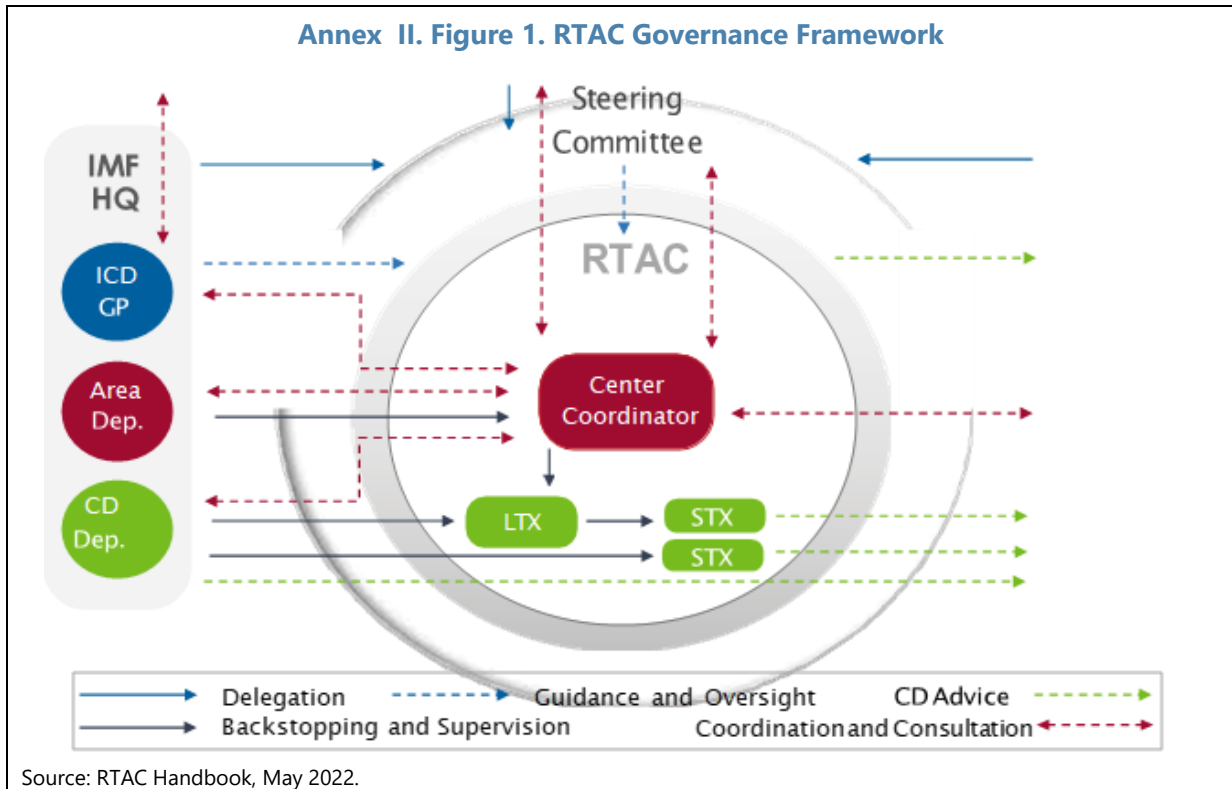 Annex II. Figure 1. RTAC Governance Framework
Steering
Committee
IMF
HQ
RTAC
ICD
GP
Area
Dep.
Center
Coordinator
CD
Dep.
LTX
STX
STX
Delegation
Guidance and Oversight
CD Advice
Backstopping and Supervision
Coordination and Consultation
Source: RTAC Handbook, May 2022.